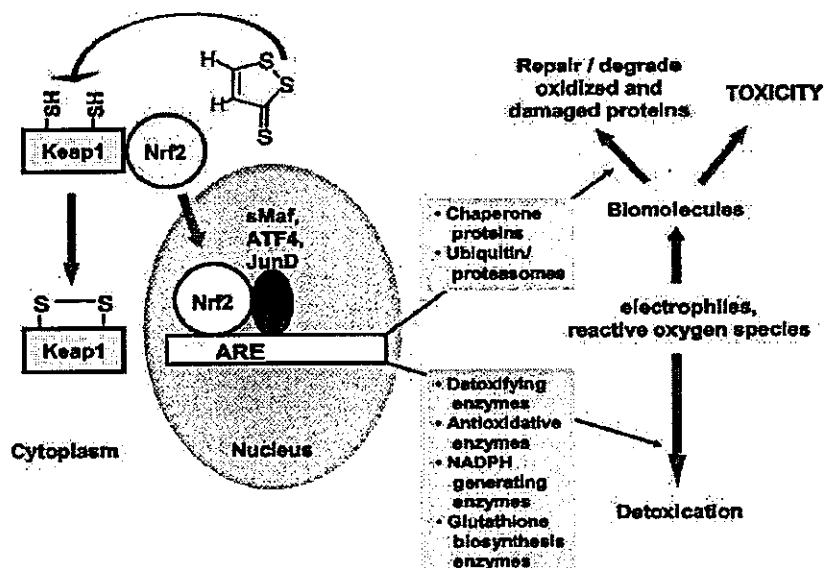 H
S
S
H
S
SH
SH
Keap1
Nrf2
sMaf,
ATF4,
JunD
Nrf2
ARE
S — S
Keap1
Cytoplasm
Nucleus
• Chaperone
proteins
• Ubiquitin/
proteasomes
• Detoxifying
enzymes
• Antioxidative
enzymes
• NADPH
generating
enzymes
• Glutathione
biosynthesis
enzymes
Repair / degrade
oxidized and
damaged proteins
TOXICITY
Biomolecules
electrophiles,
reactive oxygen species
Detoxication